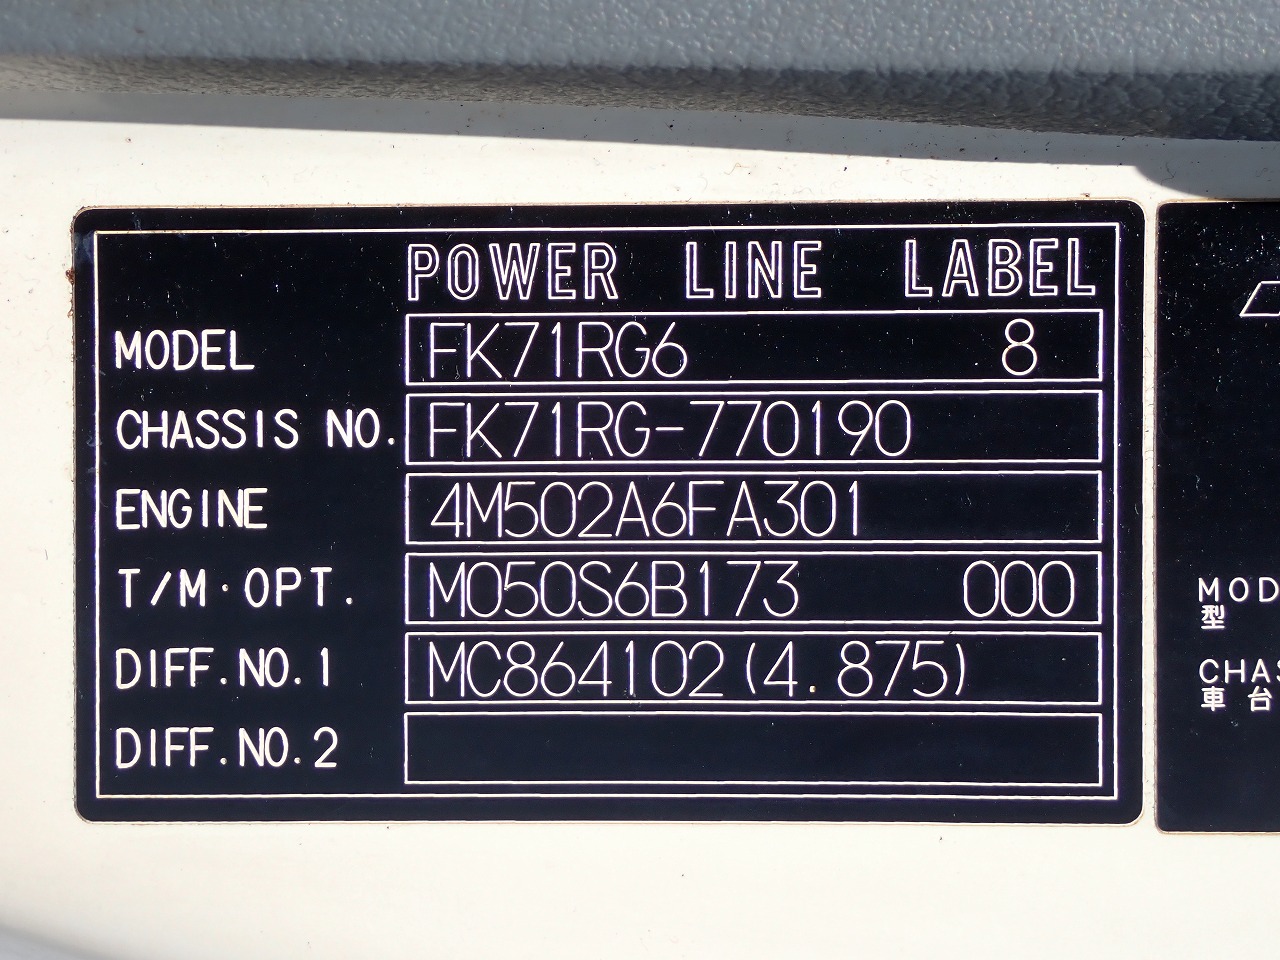 POWER LINE LABEL
MODEL FK71RG6 8
CHASSIS NO. FK71RG-770190
ENGINE 4M502A6FA301
T/M·OPT. M050S6B173 000
DIFF.NO.1 MC864102(4.875)
DIFF.NO.2
MOD
型
CHAS
車台